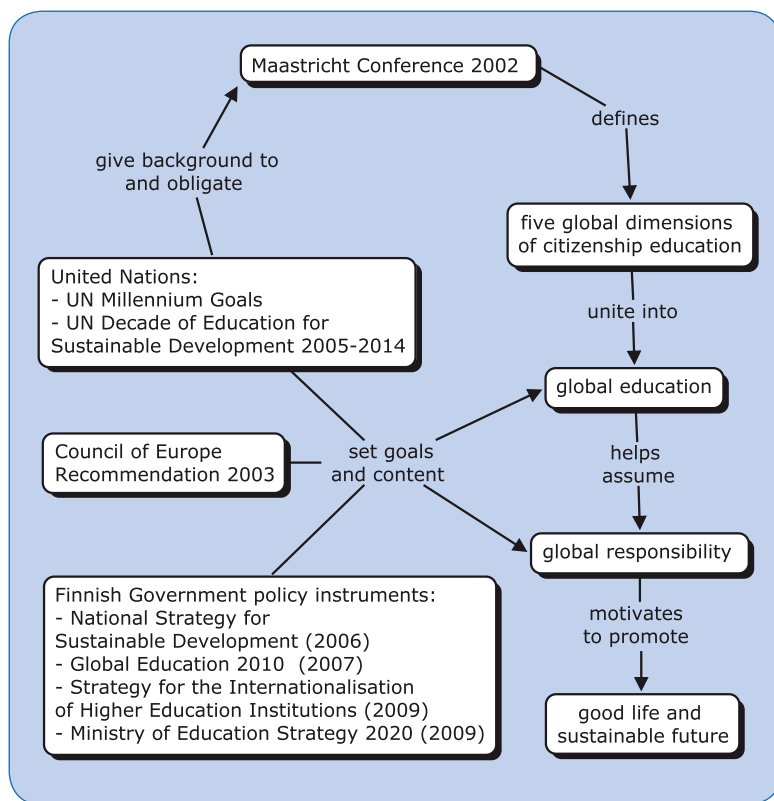 Maastricht Conference 2002
defines
give background to
and obligate
five global dimensions
of citizenship education
United Nations:
- UN Millennium Goals
- UN Decade of Education for
Sustainable Development 2005-2014
unite into
global education
Council of Europe
Recommendation 2003
set goals
and content
helps
assume
global responsibility
Finnish Government policy instruments:
- National Strategy for
Sustainable Development (2006)
- Global Education 2010 (2007)
- Strategy for the Internationalisation
of Higher Education Institutions (2009)
- Ministry of Education Strategy 2020 (2009)
motivates
to promote
good life and
sustainable future